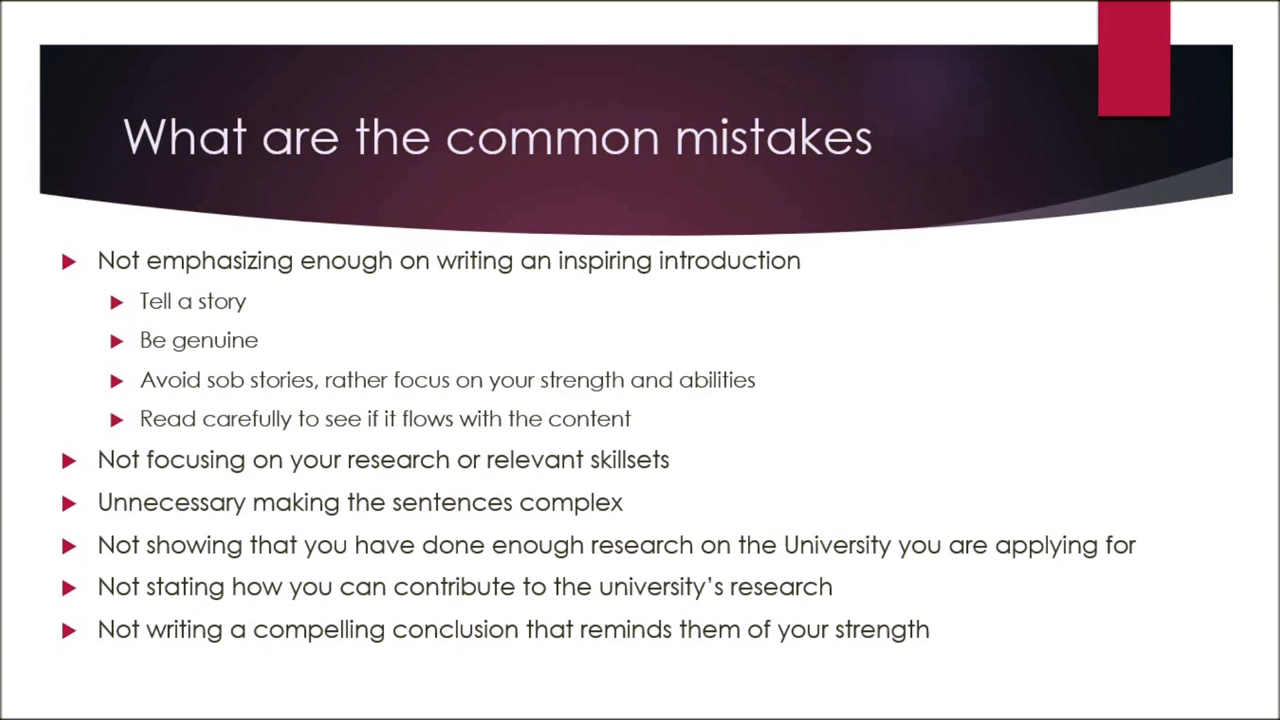 What are the common mistakes
Not emphasizing enough on writing an inspiring introduction
Tell a story
Be genuine
Avoid sob stories, rather focus on your strength and abilities
Read carefully to see if it flows with the content
Not focusing on your research or relevant skillsets
Unnecessary making the sentences complex
Not showing that you have done enough research on the University you are applying for
Not stating how you can contribute to the university’s research
Not writing a compelling conclusion that reminds them of your strength